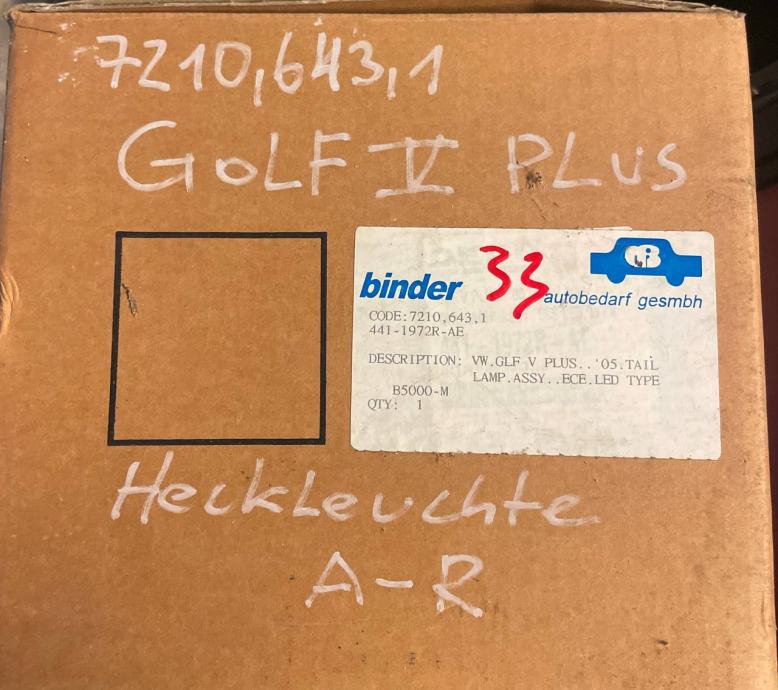 7210,643,1
GOLF V PLUS
binder 33 autobedarf gesmbh
CODE:7210,643,1
441-1972R-AE
DESCRIPTION: VW.GLF V PLUS..'05.TAIL
LAMP.ASSY..ECE.LED TYPE
B5000-M
QTY: 1
Heckleuchte
A-R